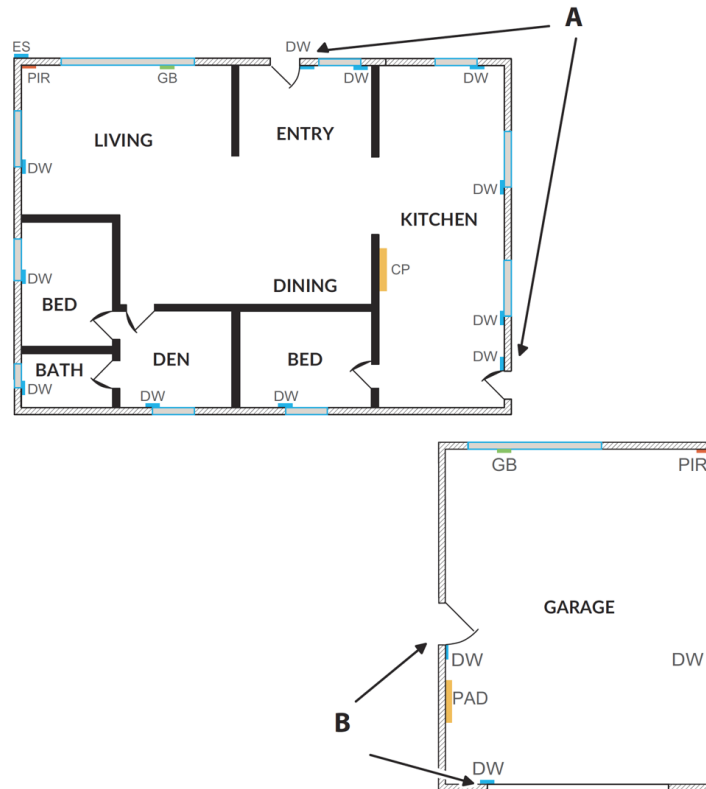 A
ES
DW
PIR
GB
DW
DW
LIVING
ENTRY
DW
DW
KITCHEN
CP
DW
DINING
BED
DW
DW
BATH
DEN
BED
DW
DW
DW
GB
PIR
GARAGE
DW
DW
PAD
B
DW